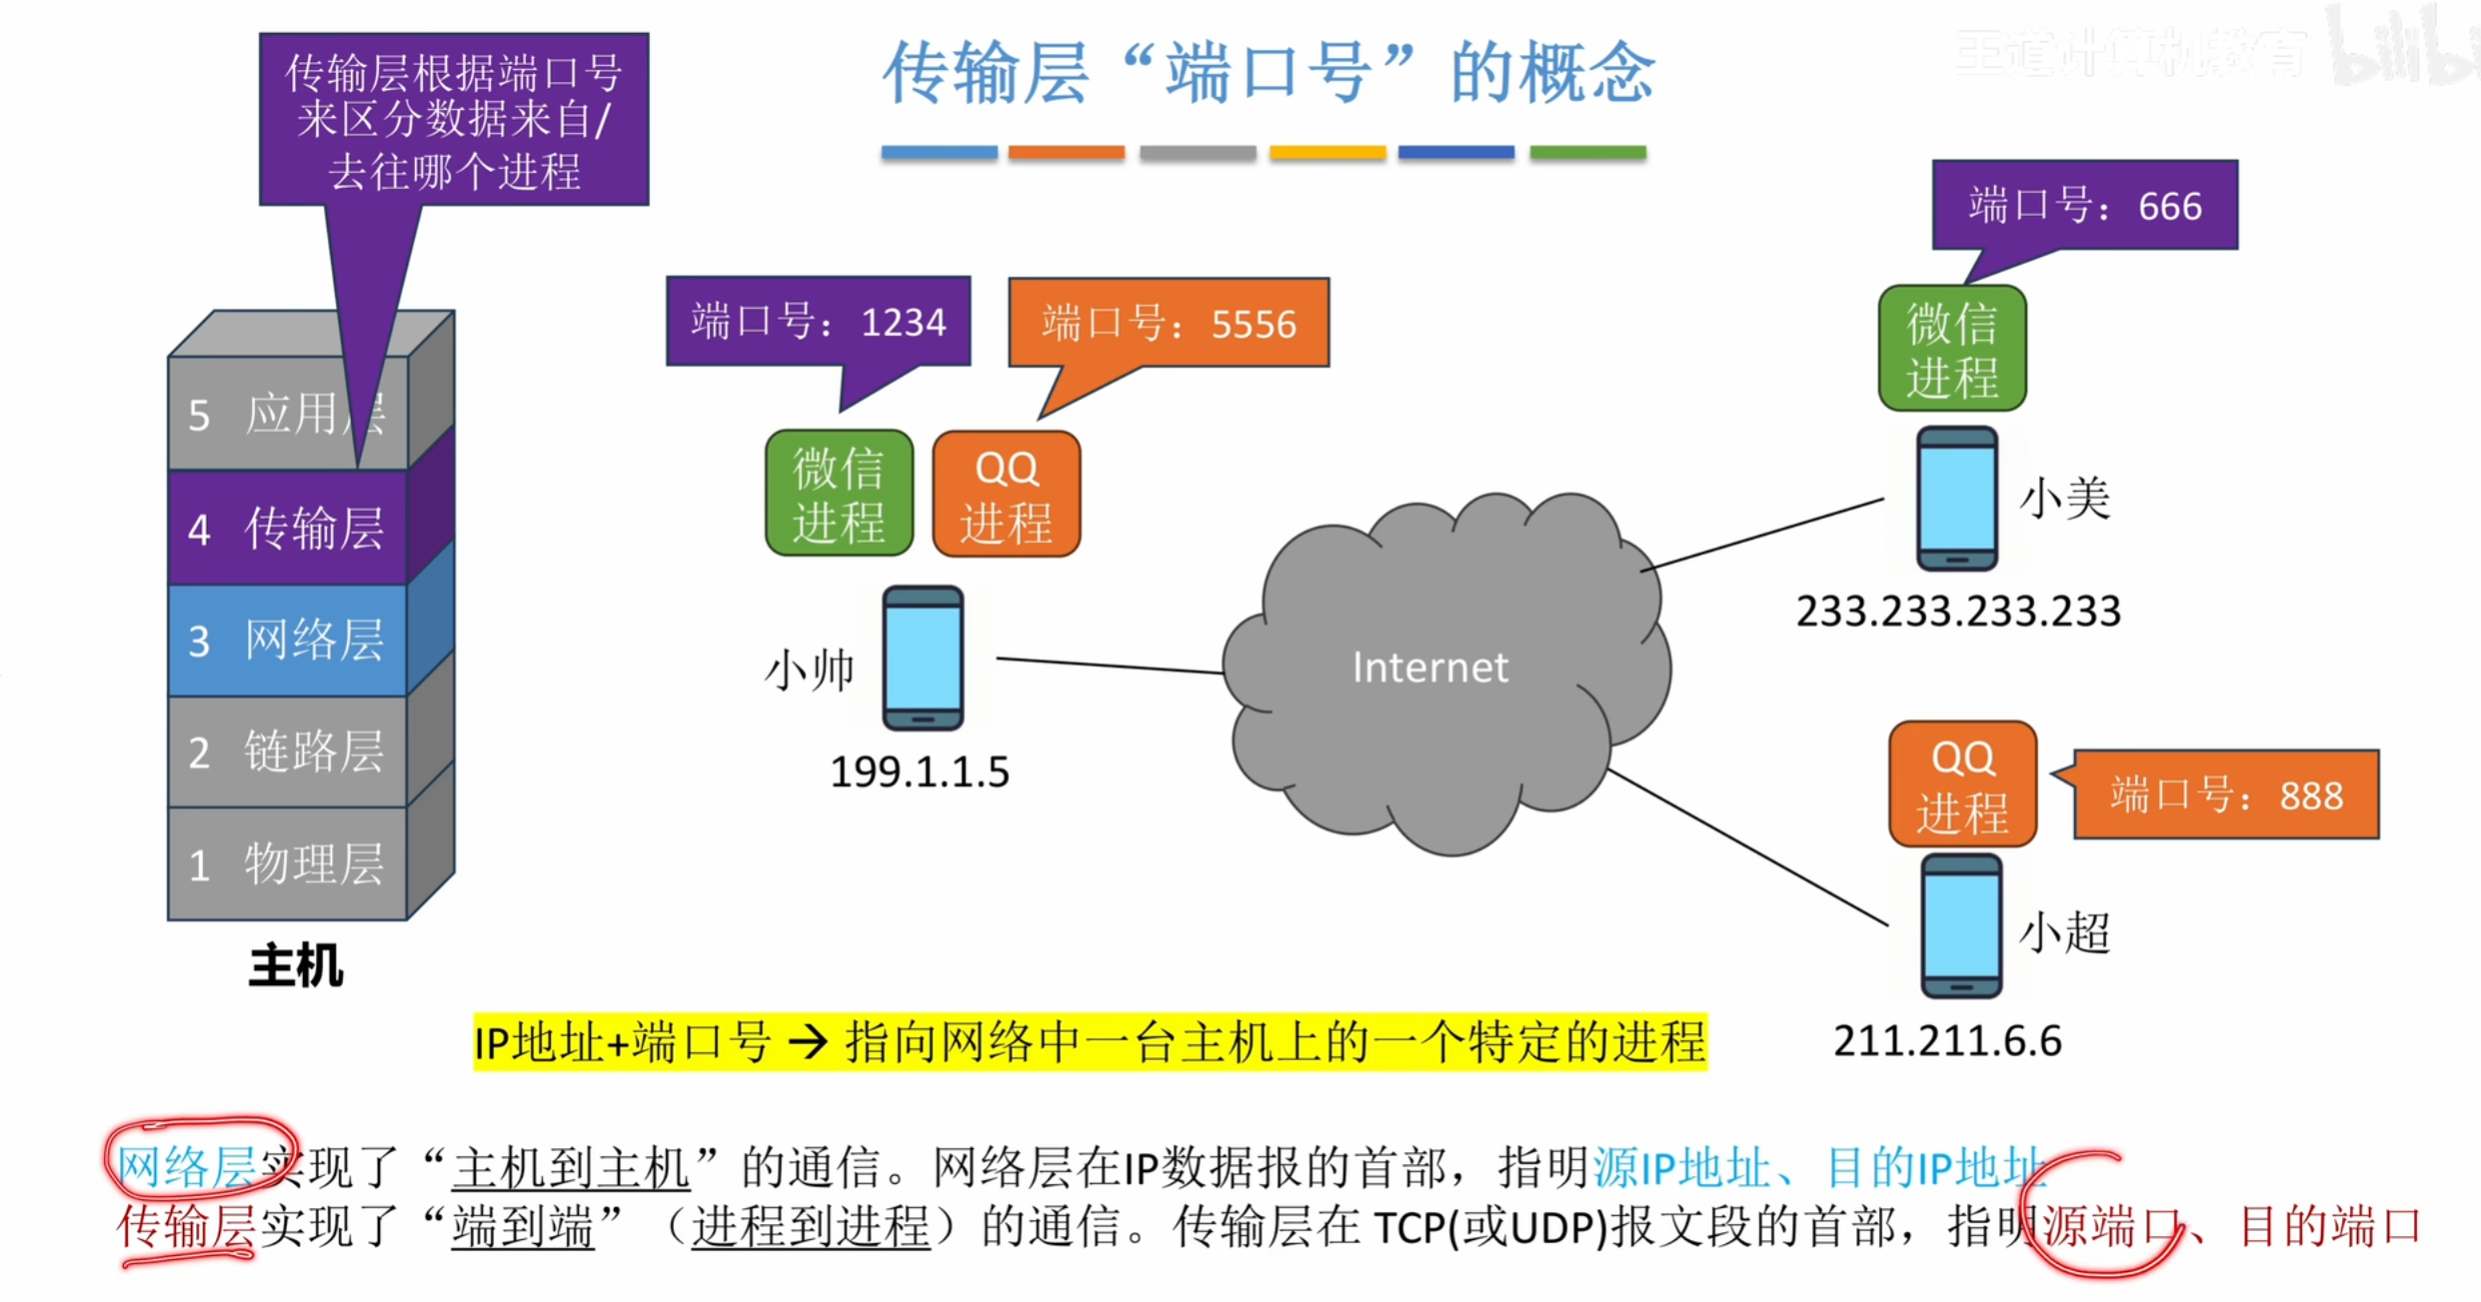 王道计算机教育
传输层“端口号”的概念
传输层根据端口号
来区分数据来自/
去往哪个进程
5 应用层
4 传输层
3 网络层
2 链路层
1 物理层
主机
端口号：1234
端口号：5556
微信
进程
QQ
进程
小帅
199.1.1.5
Internet
端口号：666
微信
进程
小美
233.233.233.233
QQ
进程
端口号：888
小超
211.211.6.6
IP地址+端口号 → 指向网络中一台主机上的一个特定的进程
网络层实现了“主机到主机”的通信。网络层在IP数据报的首部，指明源IP地址、目的IP地址
传输层实现了“端到端”（进程到进程）的通信。传输层在 TCP(或UDP)报文段的首部，指明源端口、目的端口